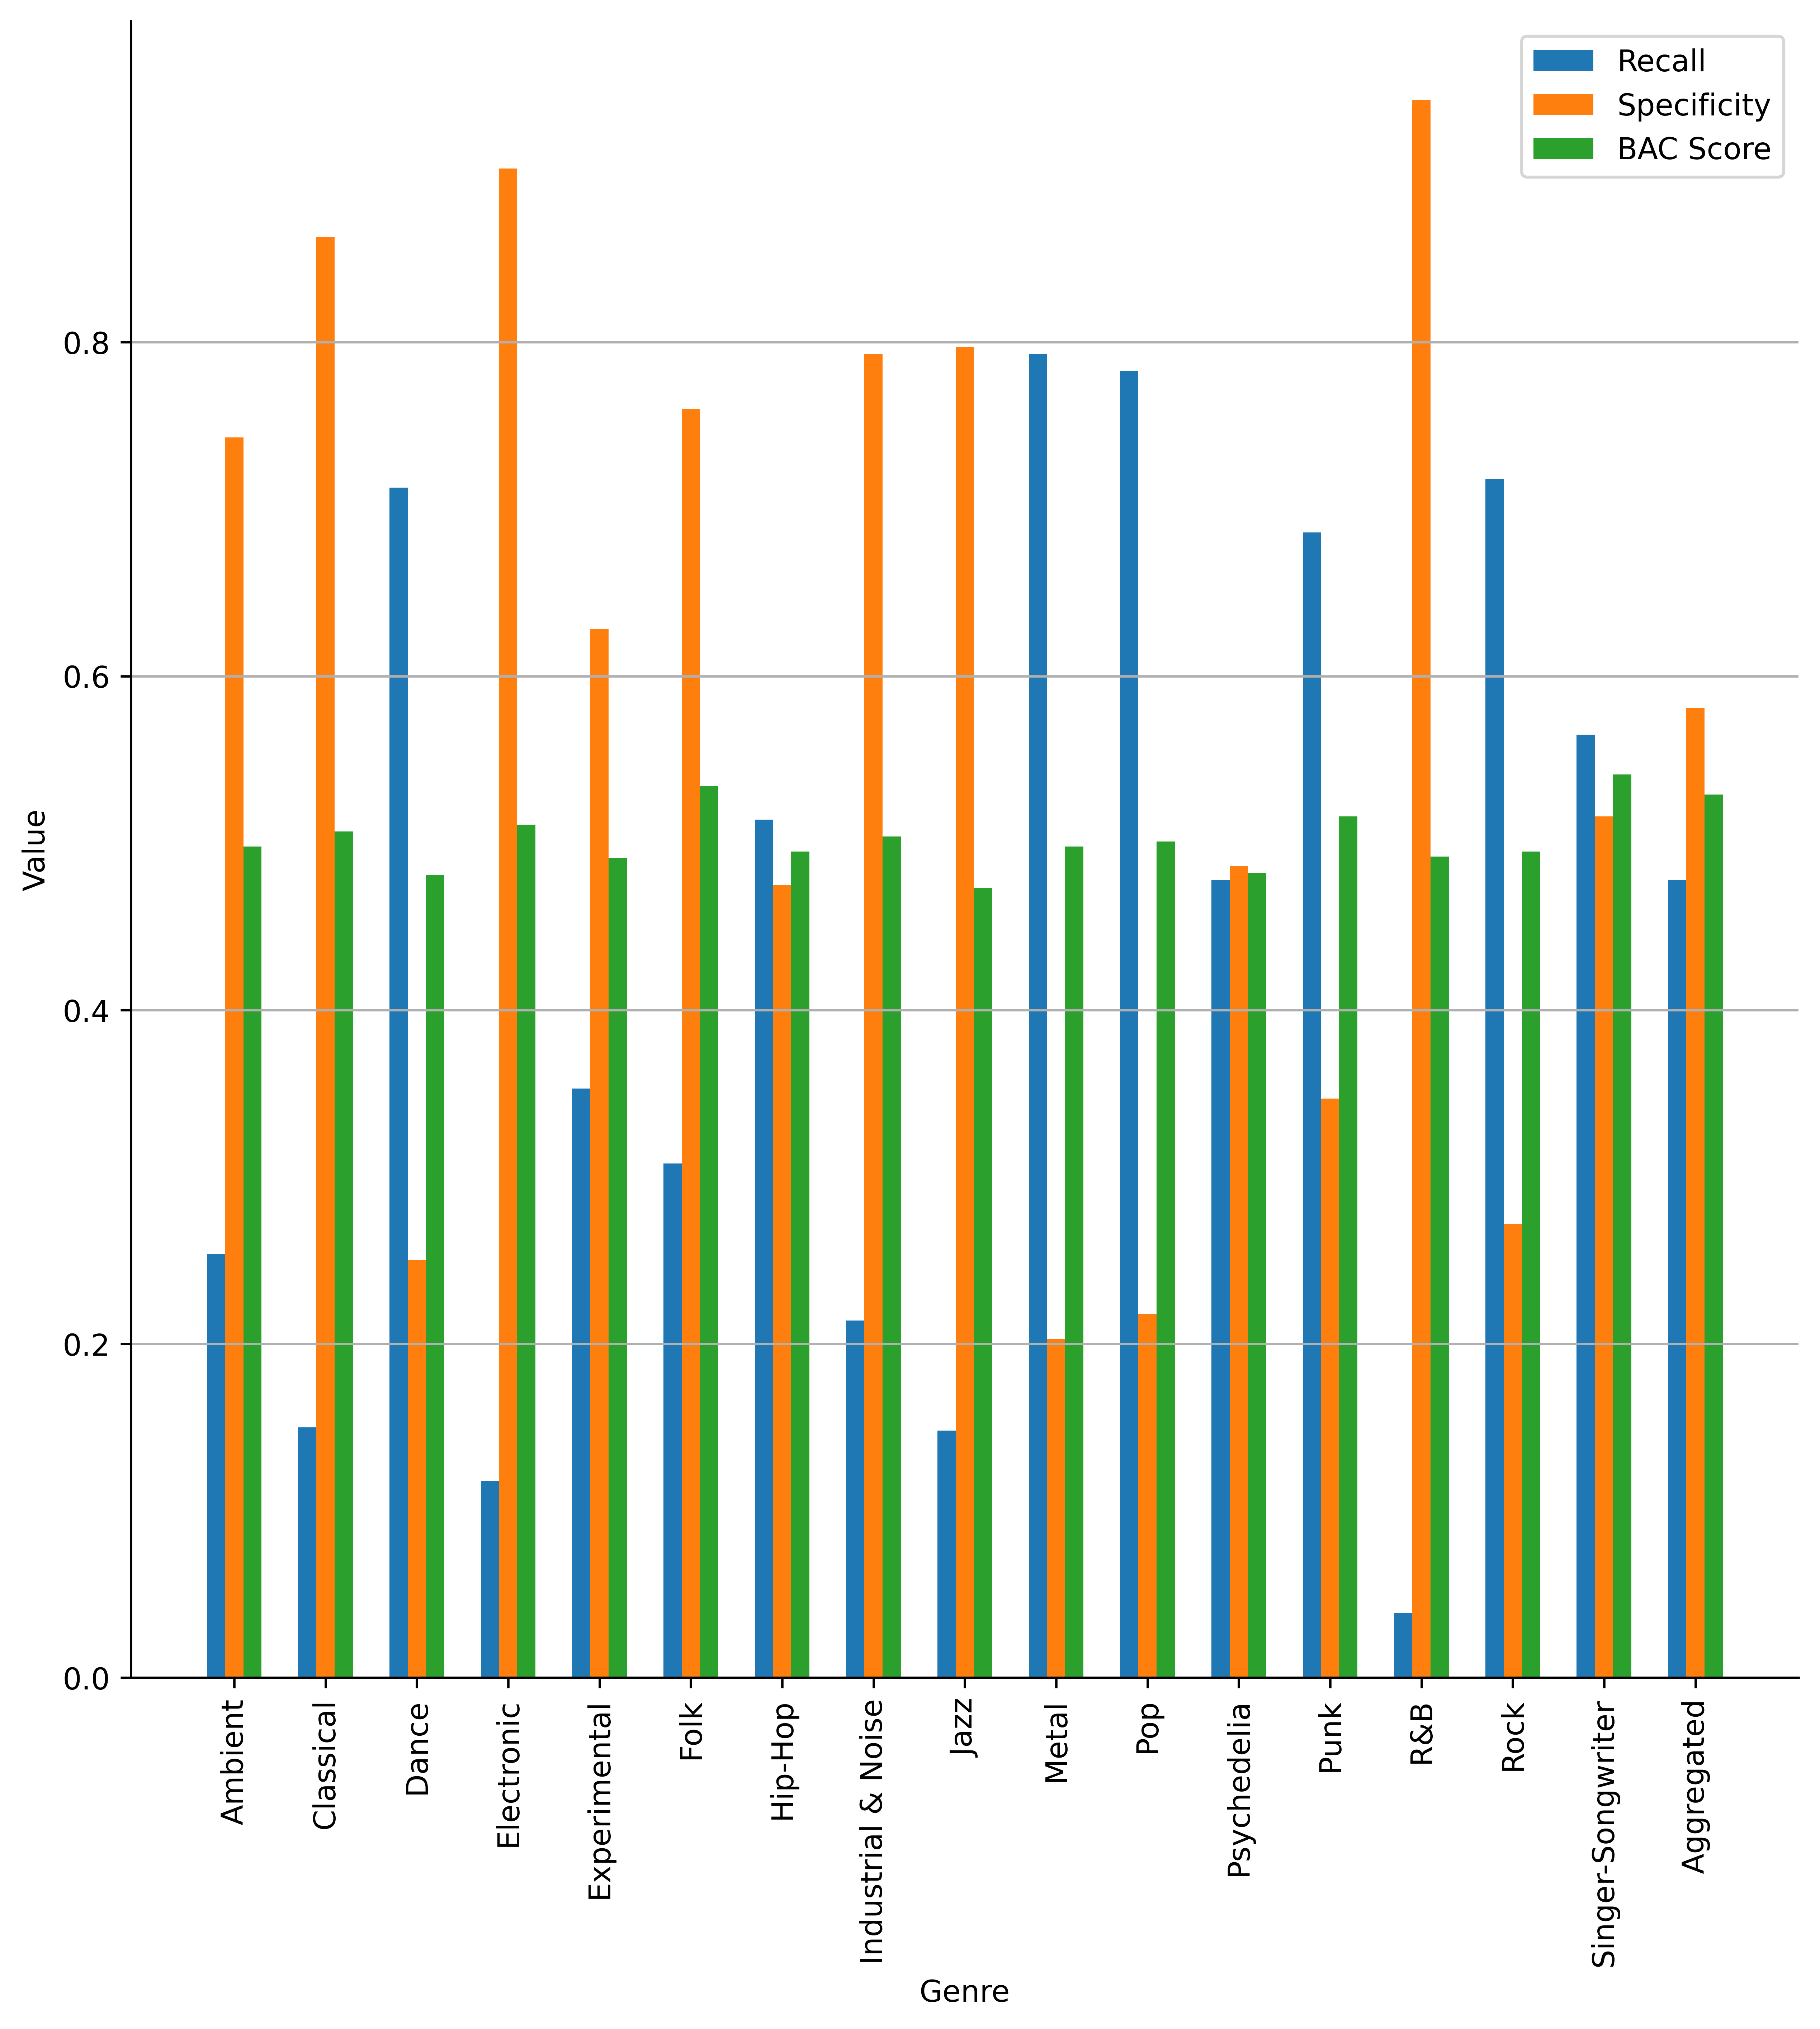 Recall
Specificity
BAC Score
0.8
0.6
0.4
0.2
0.0
Value
Ambient
Classical
Dance
Electronic
Experimental
Folk
Hip-Hop
Industrial & Noise
Jazz
Metal
Pop
Psychedelia
Punk
R&B
Rock
Singer-Songwriter
Aggregated
Genre